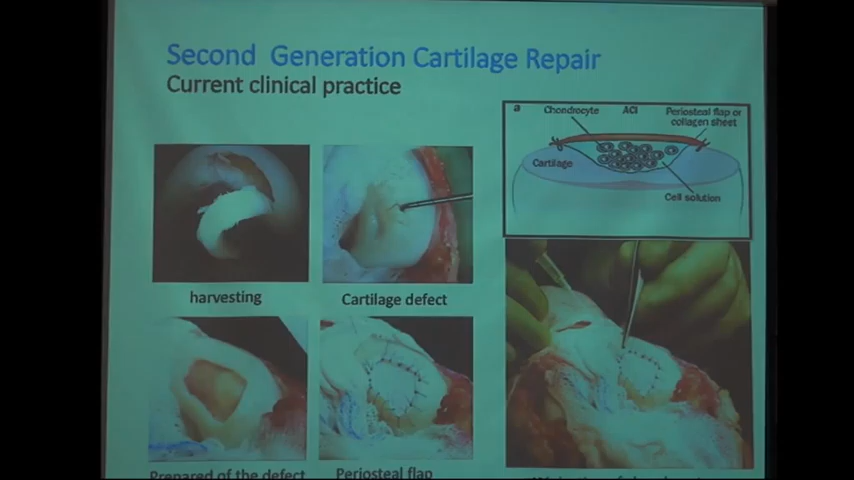 Second Generation Cartilage Repair
Current clinical practice
a
Chondrocyte
ACI
Periosteal flap or
collagen sheet
Cartilage
Cell solution
harvesting
Cartilage defect
Prepared of the defect
Periosteal flap